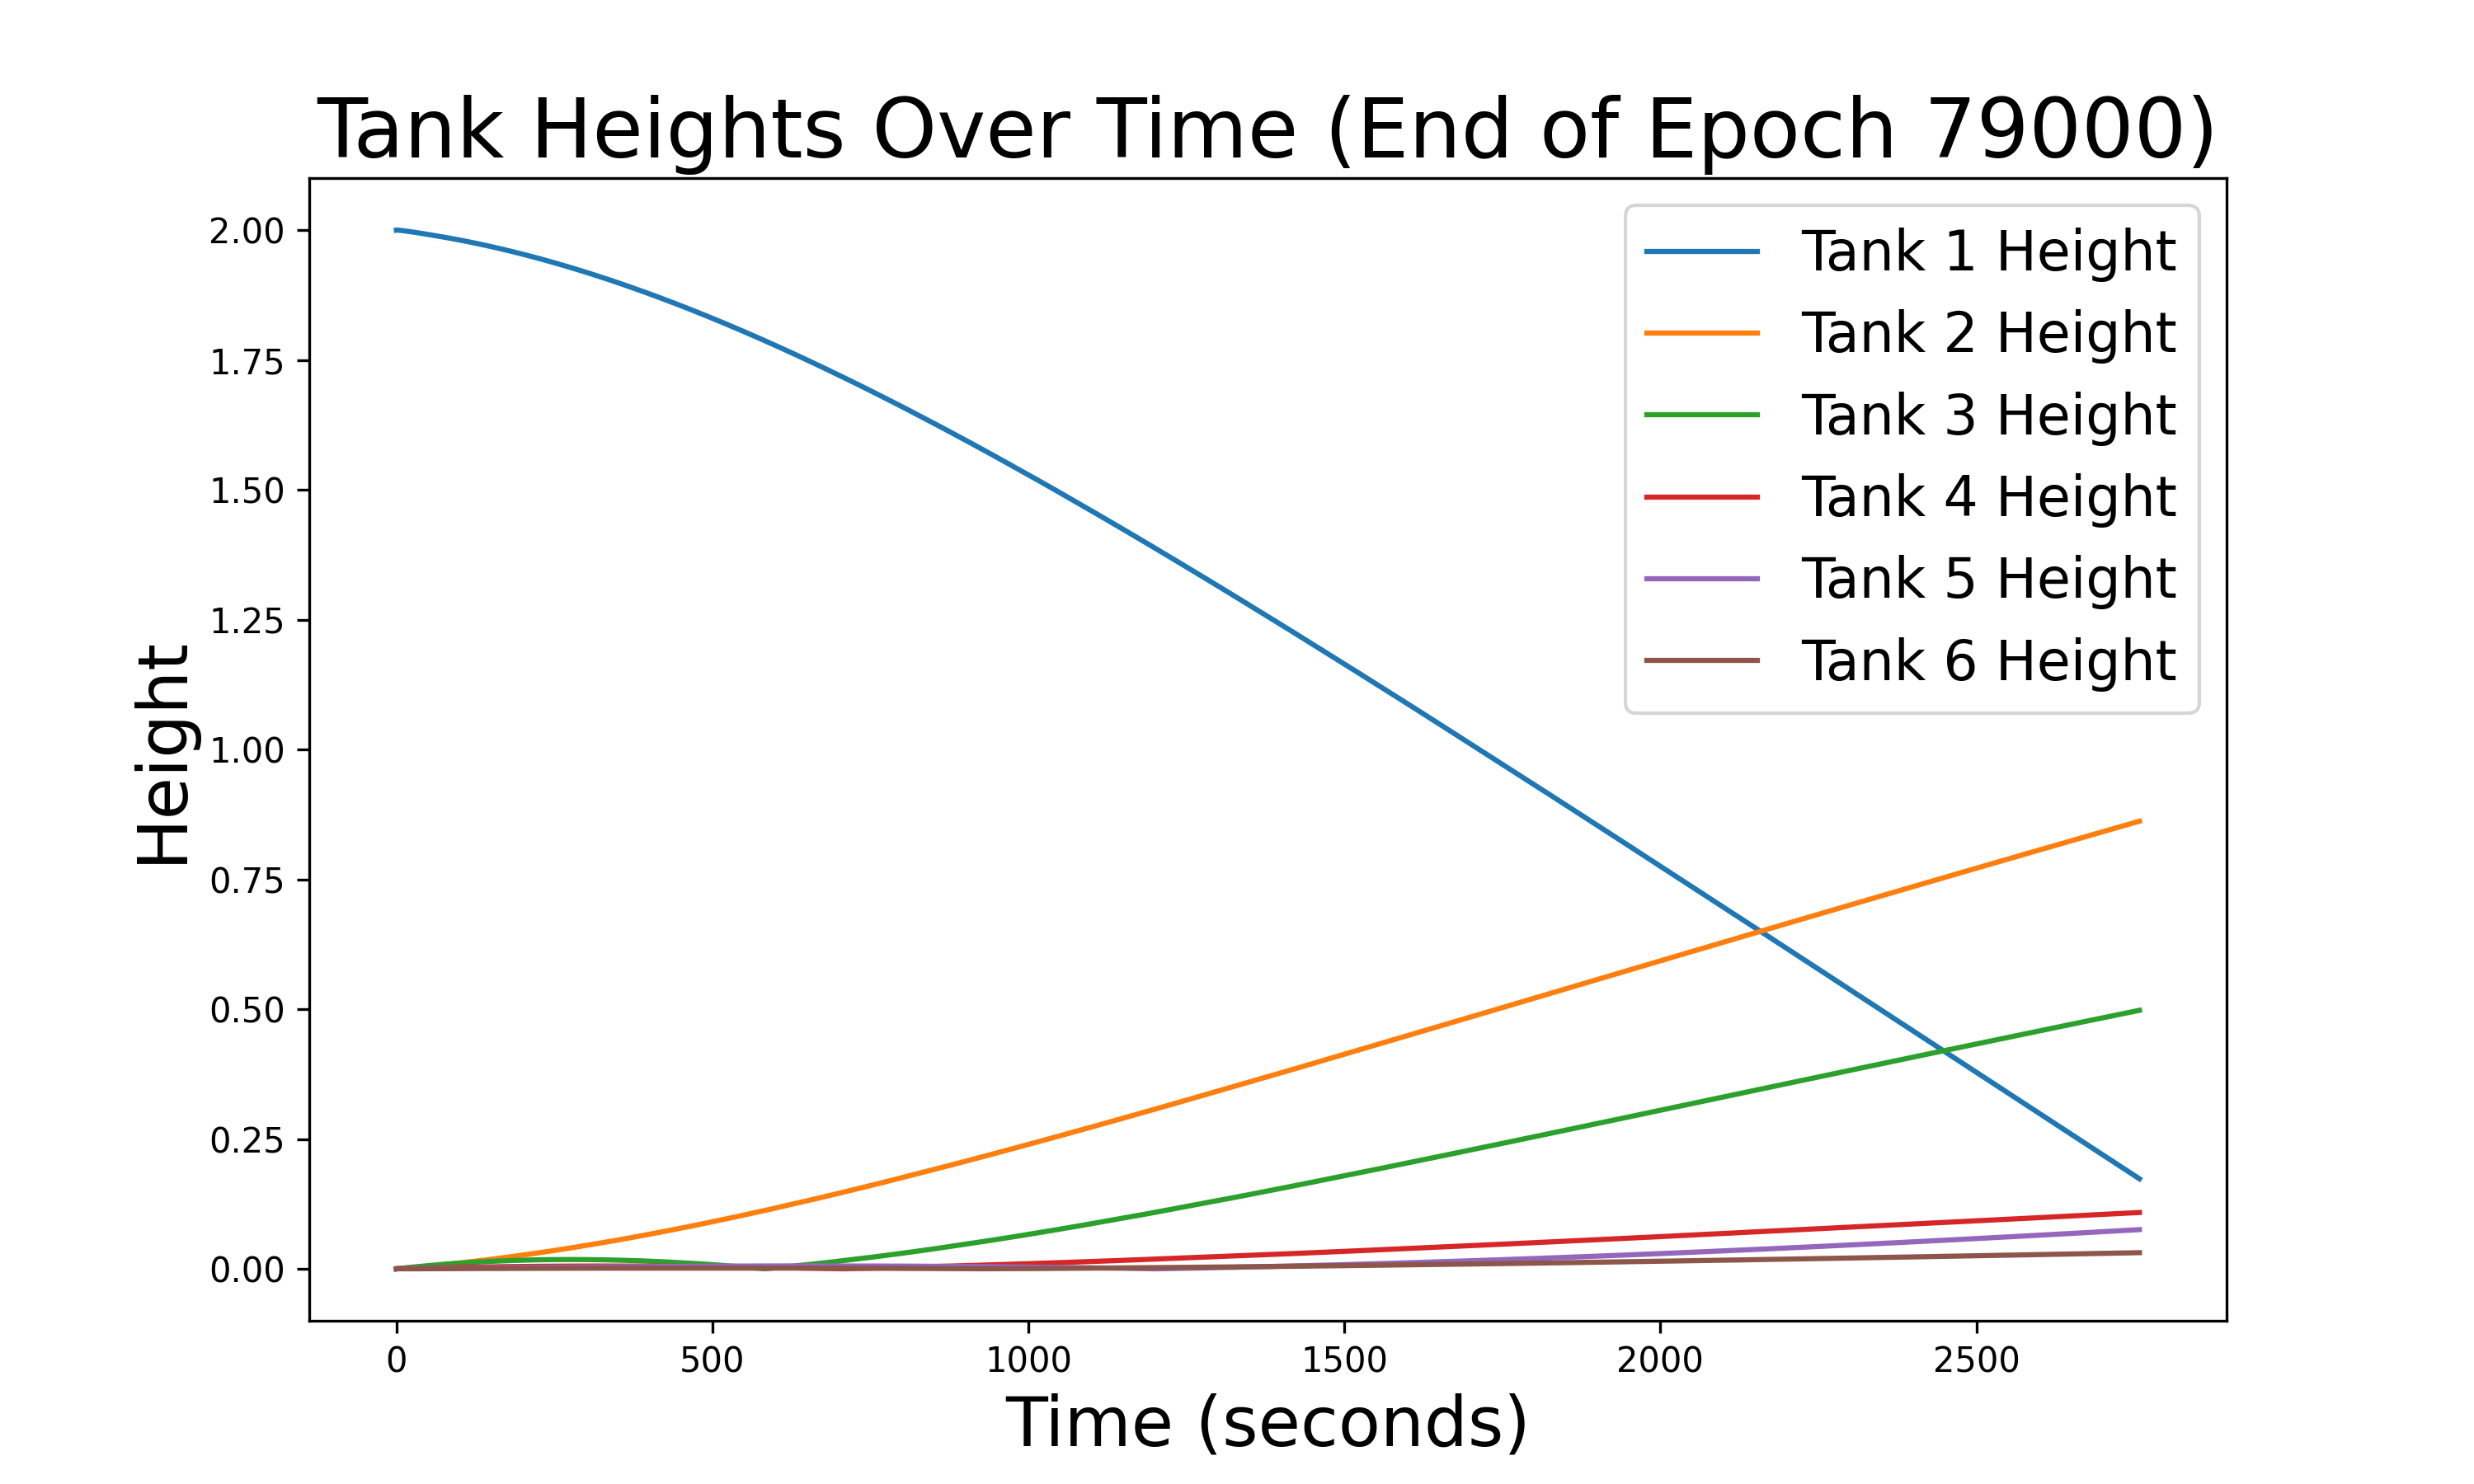 Tank Heights Over Time (End of Epoch 79000)
Tank 1 Height
Tank 2 Height
Tank 3 Height
Tank 4 Height
Tank 5 Height
Tank 6 Height
Height
2.00
1.75
1.50
1.25
1.00
0.75
0.50
0.25
0.00
0 500 1000 1500 2000 2500
Time (seconds)